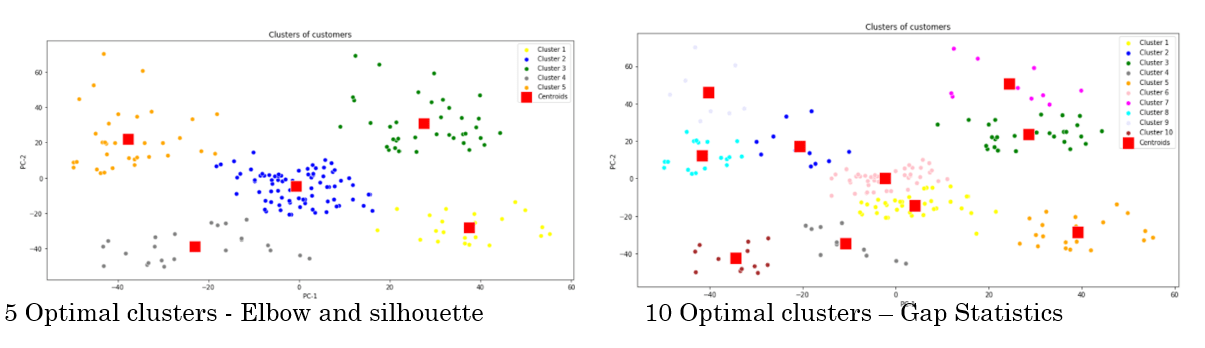 Clusters of customers
PC-2
60
40
20
0
−20
−40
−40
−20
0
20
40
60
PC-1
Cluster 1
Cluster 2
Cluster 3
Cluster 4
Cluster 5
Centroids
5 Optimal clusters - Elbow and silhouette
Clusters of customers
PC-2
60
40
20
0
−20
−40
−40
−20
0
20
40
60
PC-1
Cluster 1
Cluster 2
Cluster 3
Cluster 4
Cluster 5
Cluster 6
Cluster 7
Cluster 8
Cluster 9
Cluster 10
Centroids
10 Optimal clusters – Gap Statistics